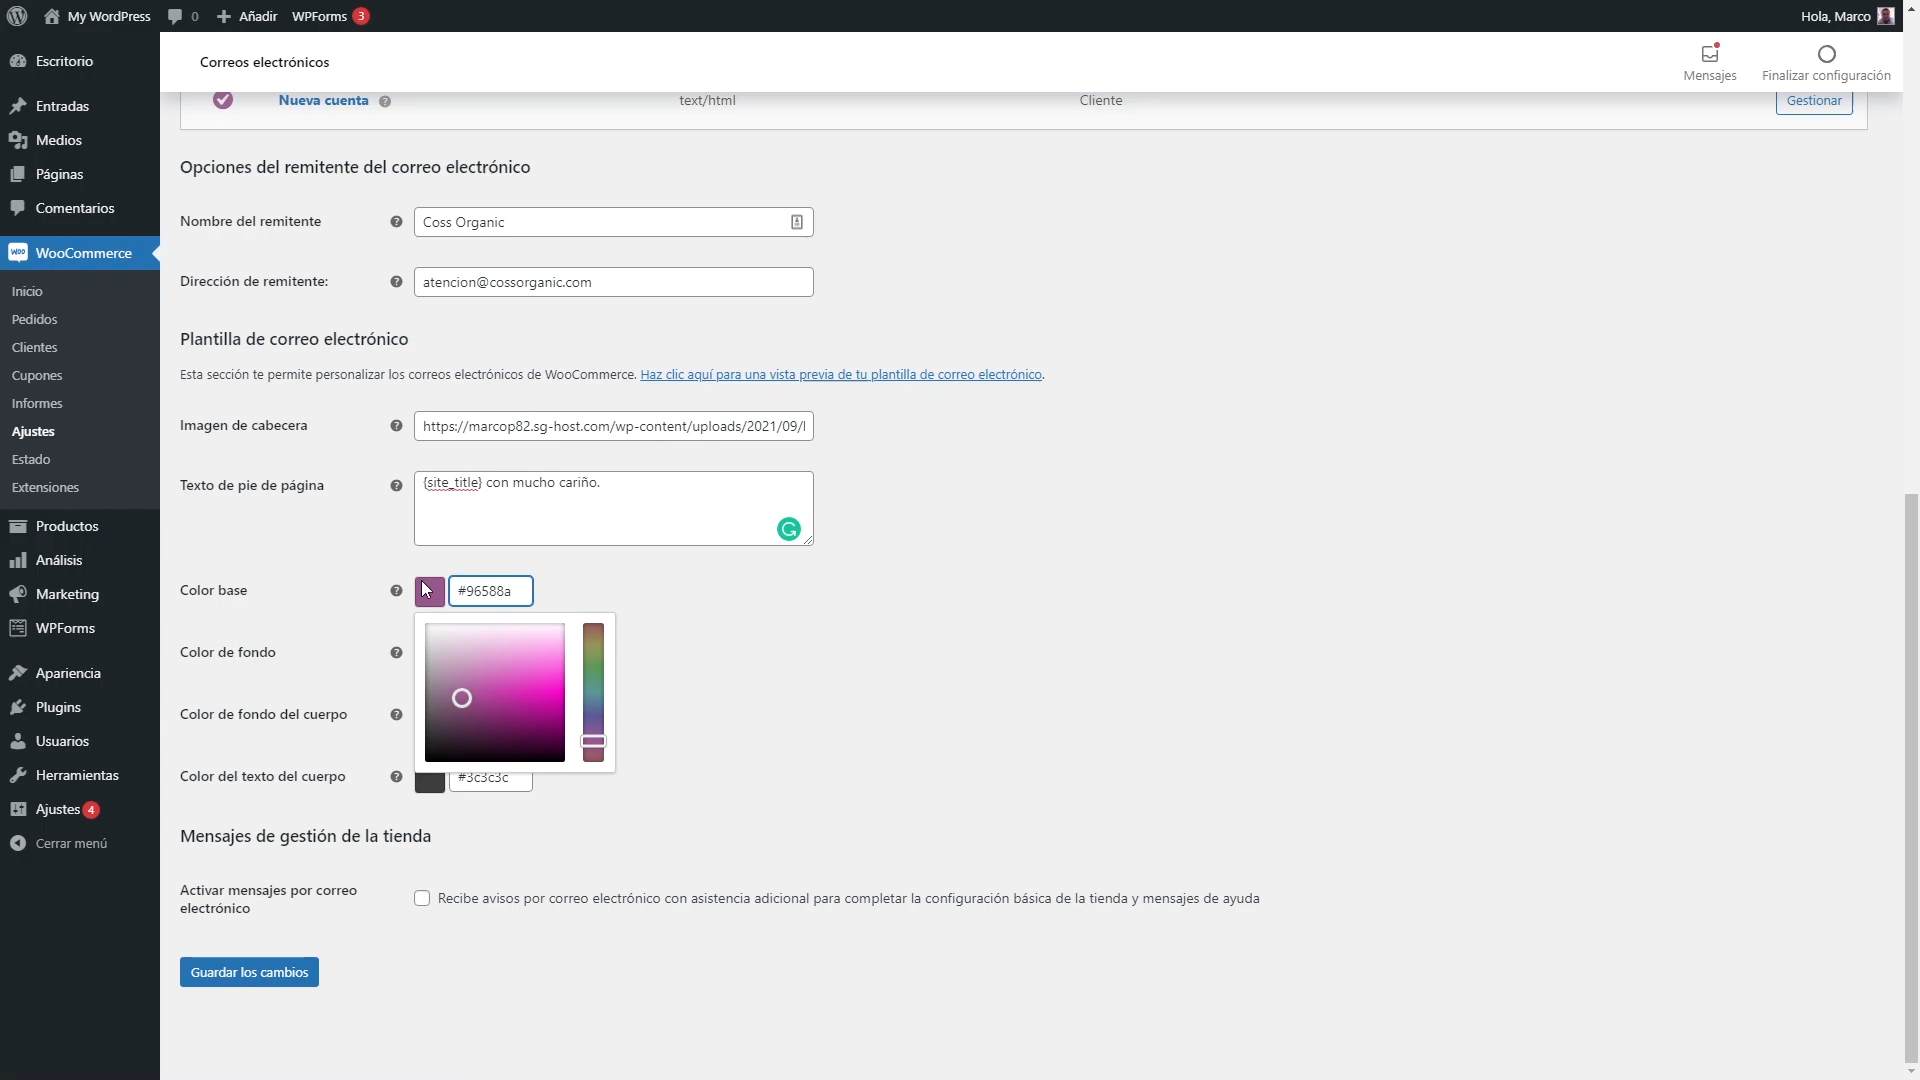 My WordPress 0 Añadir WPForms 3 Hola, Marco
Correos electrónicos Mensajes Finalizar configuración
Escritorio
Entradas
Medios
Páginas
Comentarios
WOO WooCommerce
Inicio
Pedidos
Clientes
Cupones
Informes
Ajustes
Estado
Extensiones
Productos
Análisis
Marketing
WPForms
Apariencia
Plugins
Usuarios
Herramientas
Ajustes 4
Cerrar menú
Nueva cuenta ? text/html Cliente Gestionar
Opciones del remitente del correo electrónico
Nombre del remitente ? Coss Organic
Dirección de remitente: ? atencion@cossorganic.com
Plantilla de correo electrónico
Esta sección te permite personalizar los correos electrónicos de WooCommerce. Haz clic aquí para una vista previa de tu plantilla de correo electrónico.
Imagen de cabecera ? https://marcop82.sg-host.com/wp-content/uploads/2021/09/
Texto de pie de página ? {site_title} con mucho cariño.
Color base ? #96588a
Color de fondo ?
Color de fondo del cuerpo ?
Color del texto del cuerpo ? #3c3c3c
Mensajes de gestión de la tienda
Activar mensajes por correo
electrónico
Recibe avisos por correo electrónico con asistencia adicional para completar la configuración básica de la tienda y mensajes de ayuda
Guardar los cambios